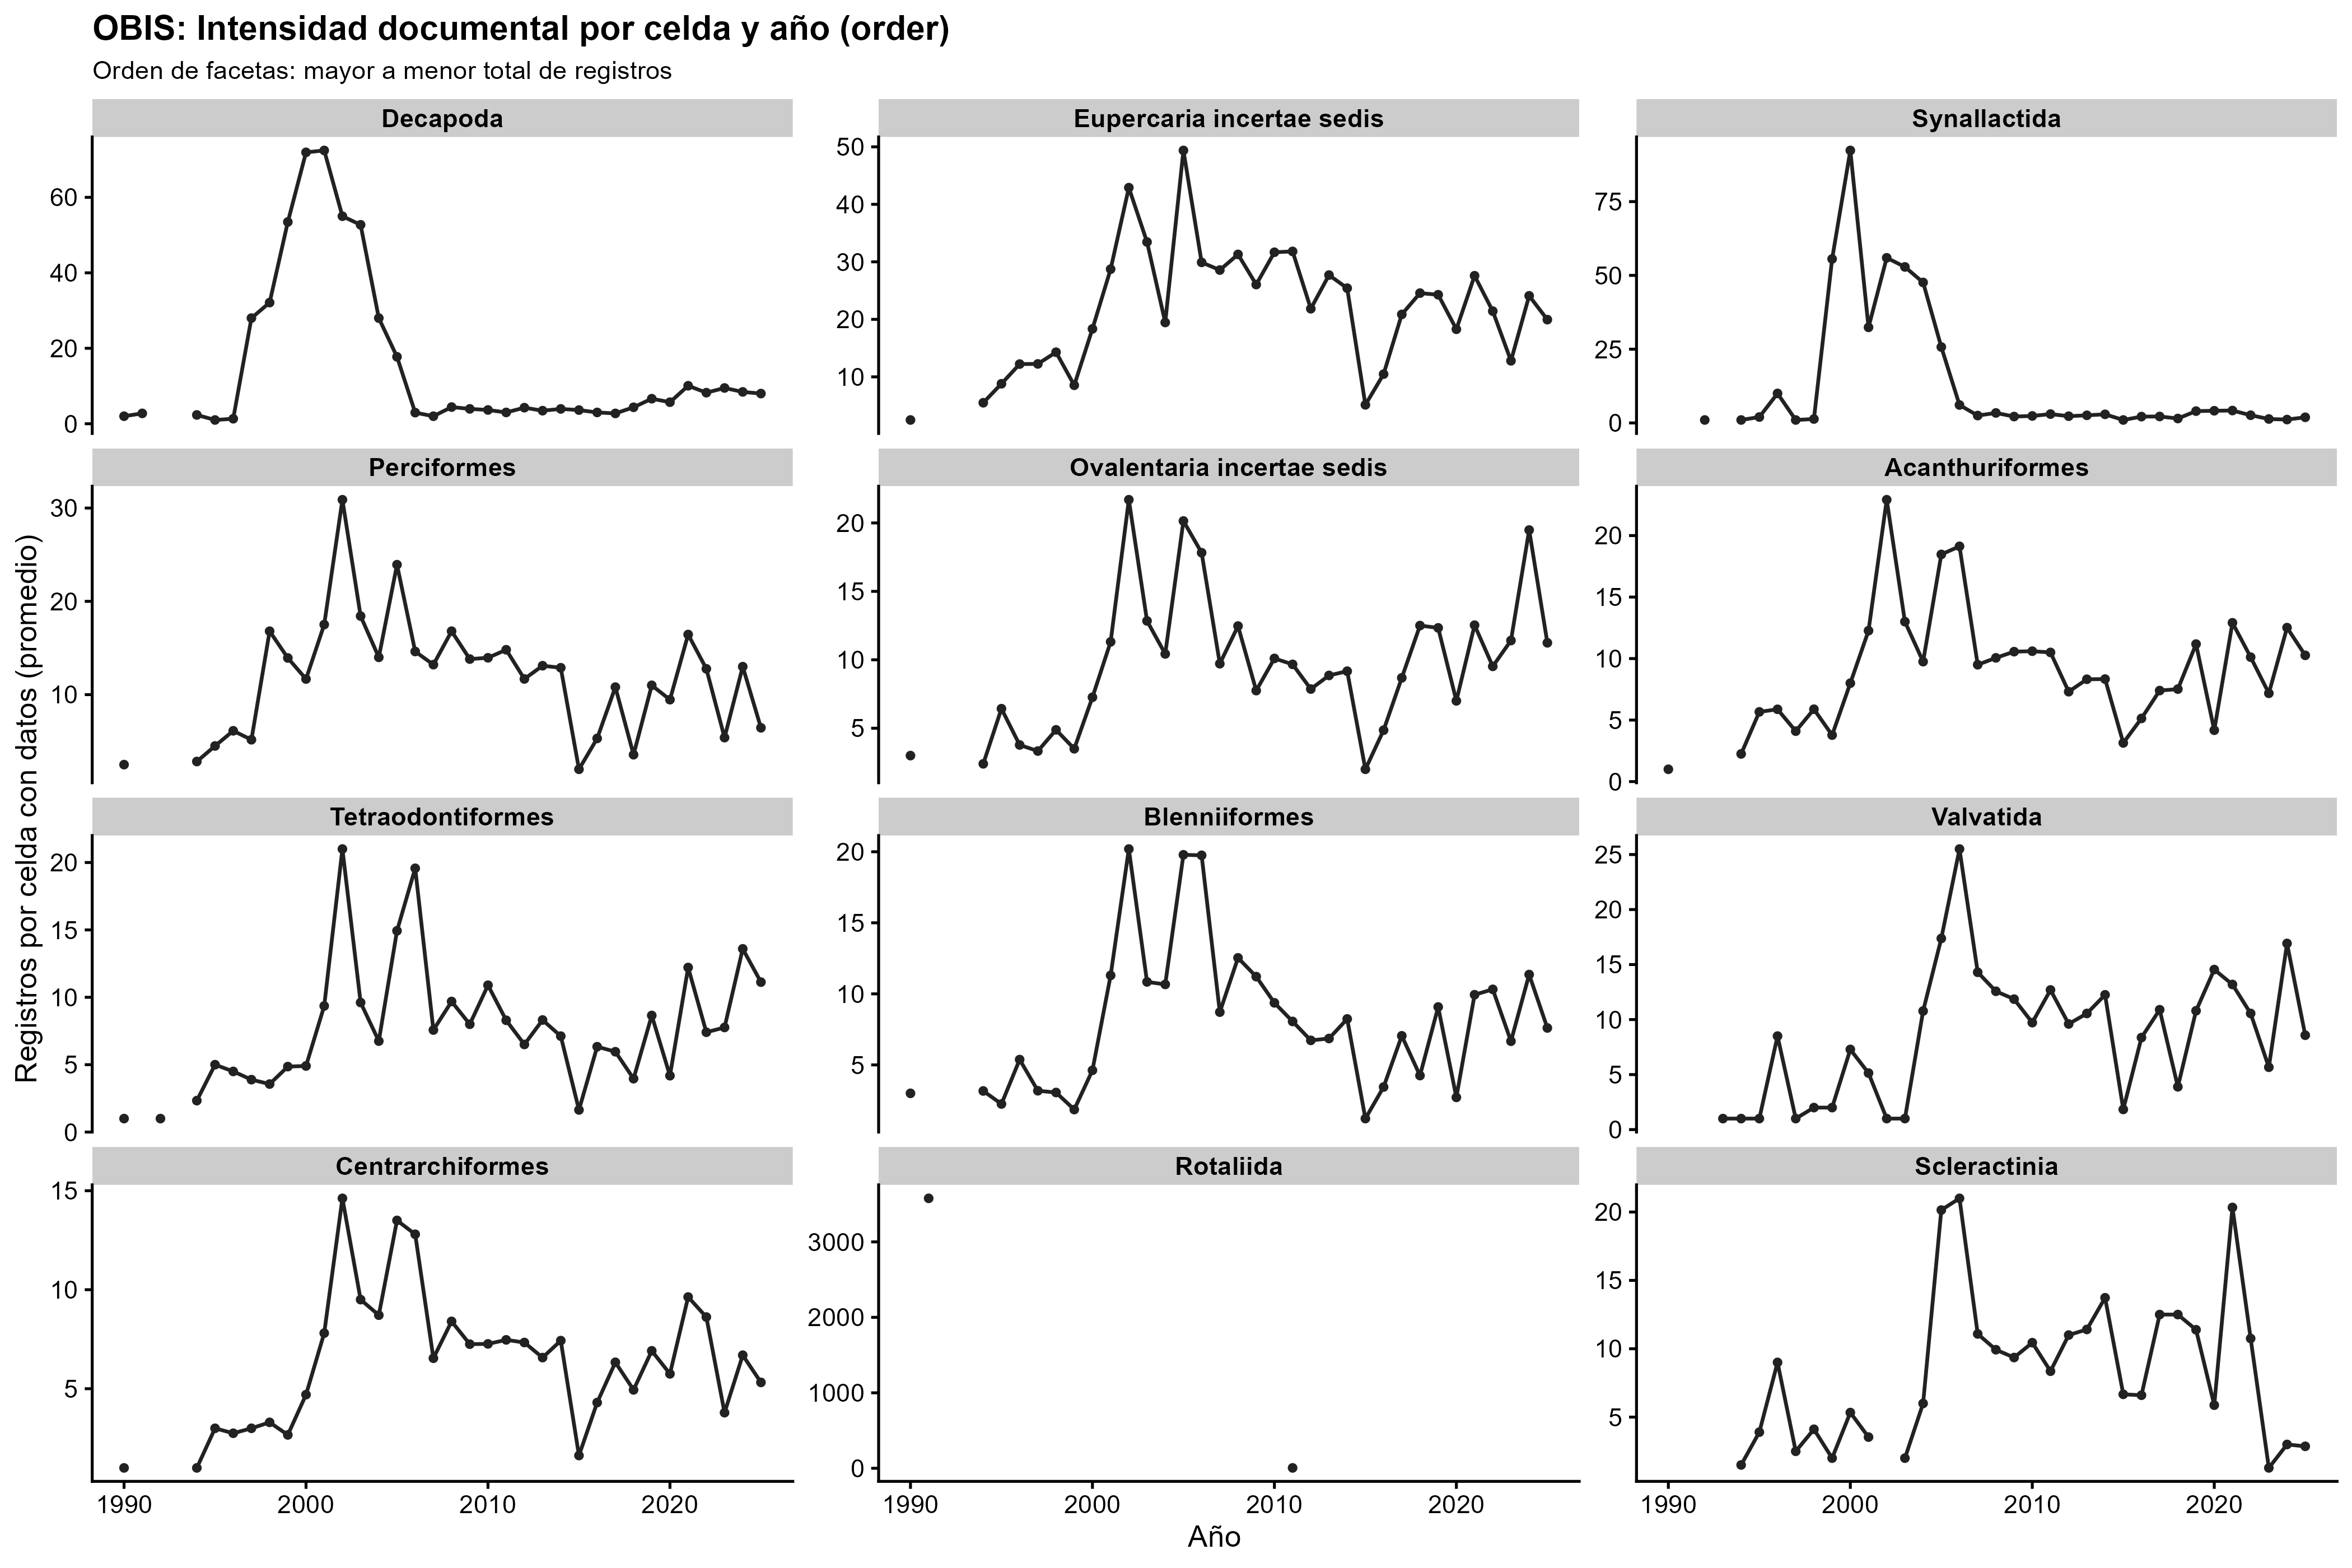 OBIS: Intensidad documental por celda y año (order)
Orden de facetas: mayor a menor total de registros
Registros por celda con datos (promedio)
Decapoda
60
40
20
0
Eupercaria incertae sedis
50
40
30
20
10
Synallactida
75
50
25
0
Perciformes
30
20
10
Ovalentaria incertae sedis
20
15
10
5
Acanthuriformes
20
15
10
5
0
Tetraodontiformes
20
15
10
5
0
Blenniiformes
20
15
10
5
Valvatida
25
20
15
10
5
0
Centrarchiformes
15
10
5
1990 2000 2010 2020
Rotaliida
3000
2000
1000
0
1990 2000 2010 2020
Scleractinia
20
15
10
5
1990 2000 2010 2020
Año